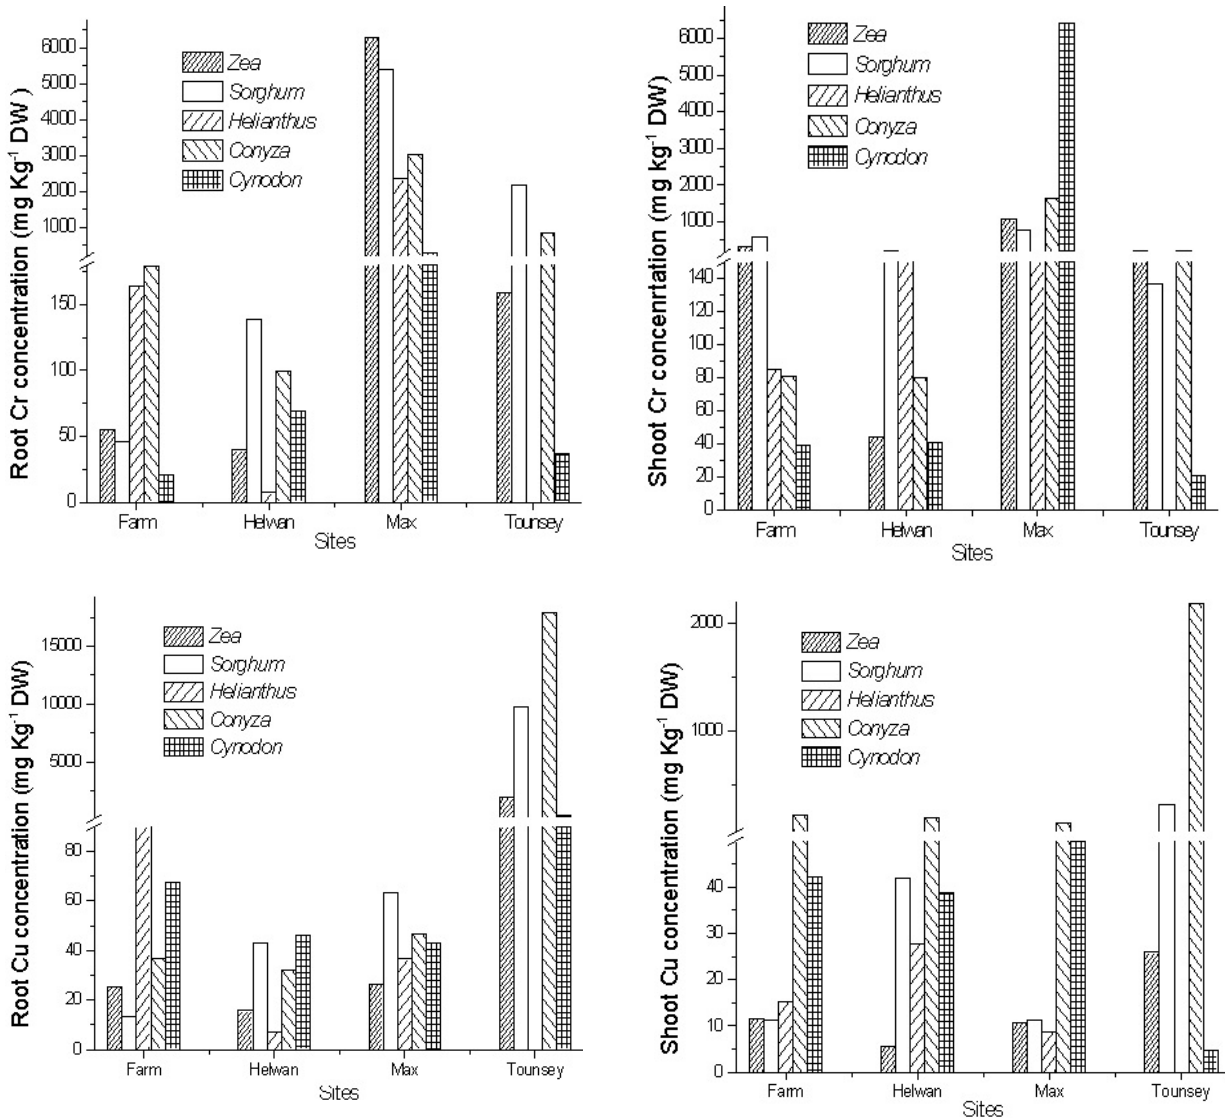 Root Cr concentration (mg Kg⁻¹ DW)
6000
5000
4000
3000
2000
1000
150
100
50
0
Zea
Sorghum
Helianthus
Conyza
Cynodon
Farm Helwan Max Tounsey
Sites
Shoot Cr concenrtation (mg Kg⁻¹ DW)
6000
5000
4000
3000
2000
1000
140
120
100
80
60
40
20
0
Zea
Sorghum
Helianthus
Conyza
Cynodon
Farm Helwan Max Tounsey
Sites
Root Cu concentration (mg Kg⁻¹ DW)
15000
10000
5000
80
60
40
20
0
Zea
Sorghum
Helianthus
Conyza
Cynodon
Farm Helwan Max Tounsey
Sites
Shoot Cu concentration (mg Kg⁻¹ DW)
2000
1000
40
30
20
10
0
Zea
Sorghum
Helianthus
Conyza
Cynodon
Farm Helwan Max Tounsey
Sites